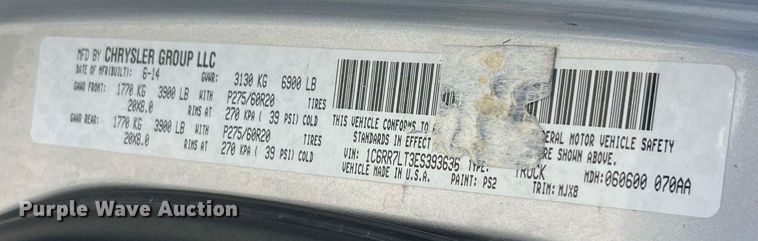 MFD BY CHRYSLER GROUP LLC
DATE OF MFR(BUILT): 6-14 GVWR: 3130 KG 6900 LB
GAWR FRONT: 1770 KG 3900 LB WITH P275/60R20 TIRES
20X8.0 RIMS AT 270 KPA ( 39 PSI) COLD
GAWR REAR: 1770 KG 3900 LB WITH P275/60R20 TIRES
20X8.0 RIMS AT 270 KPA ( 39 PSI) COLD
THIS VEHICLE CONFORMS TO ERAL MOTOR VEHICLE SAFETY
STANDARDS IN EFFECT SHOWN ABOVE.
VIN: 1C6RR7LT3ES393636 TYPE: TRUCK MDH: 060600 070AA
VEHICLE MADE IN U.S.A. PAINT: PS2 TRIM: MJX8
Purple Wave Auction